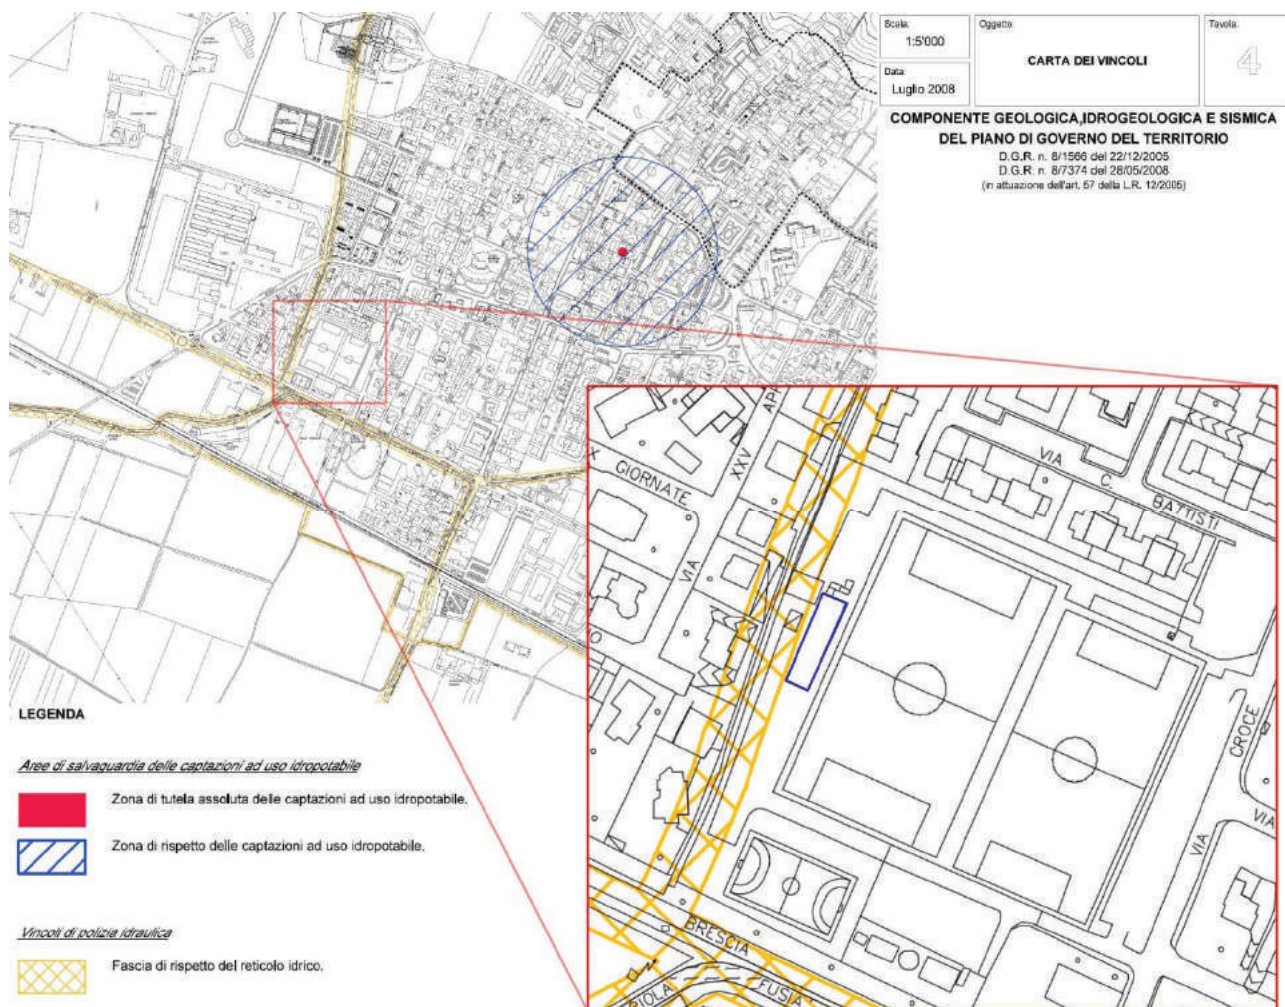 Scala:
1:5'000
Oggetto:
CARTA DEI VINCOLI
Tavola:
4
Data:
Luglio 2008
COMPONENTE GEOLOGICA,IDROGEOLOGICA E SISMICA
DEL PIANO DI GOVERNO DEL TERRITORIO
D.G.R. n. 8/1566 del 22/12/2005
D.G.R. n. 8/7374 del 28/05/2008
(in attuazione dell'art. 57 della L.R. 12/2005)
X GIORNATE
XXV AP
VIA
VIA C. BATTISTI
CROCE
VIA
VIA
BRESCIA
FUSIA
RIOLA
LEGENDA
Aree di salvaguardia delle captazioni ad uso idropotabile
Zona di tutela assoluta delle captazioni ad uso idropotabile.
Zona di rispetto delle captazioni ad uso idropotabile.
Vincoli di polizia idraulica
Fascia di rispetto del reticolo idrico.